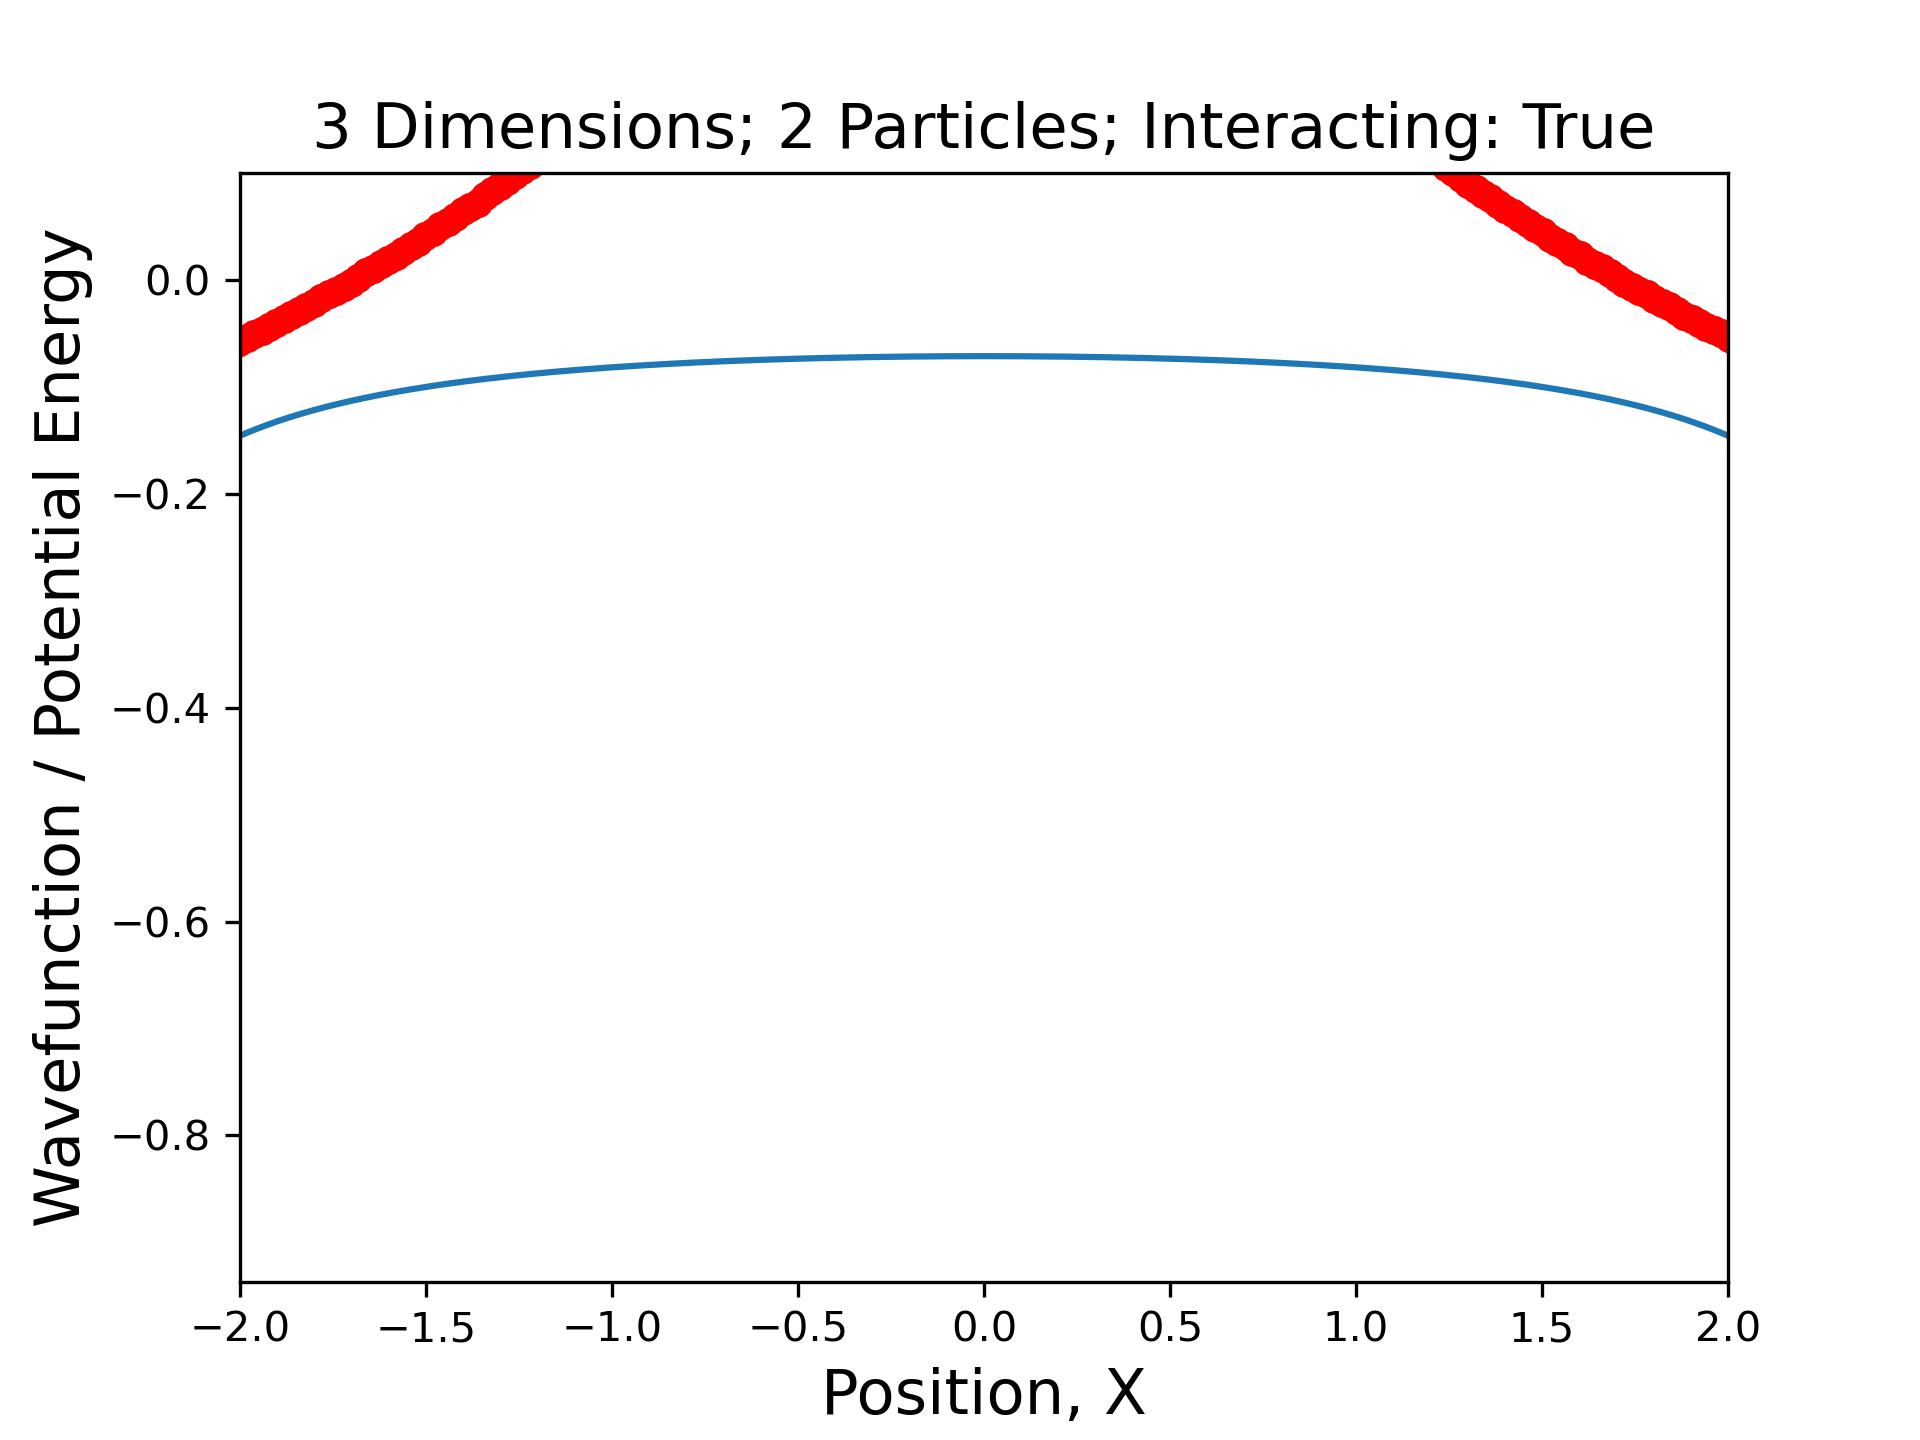 3 Dimensions; 2 Particles; Interacting: True
Wavefunction / Potential Energy
0.0
−0.2
−0.4
−0.6
−0.8
−2.0 −1.5 −1.0 −0.5 0.0 0.5 1.0 1.5 2.0
Position, X